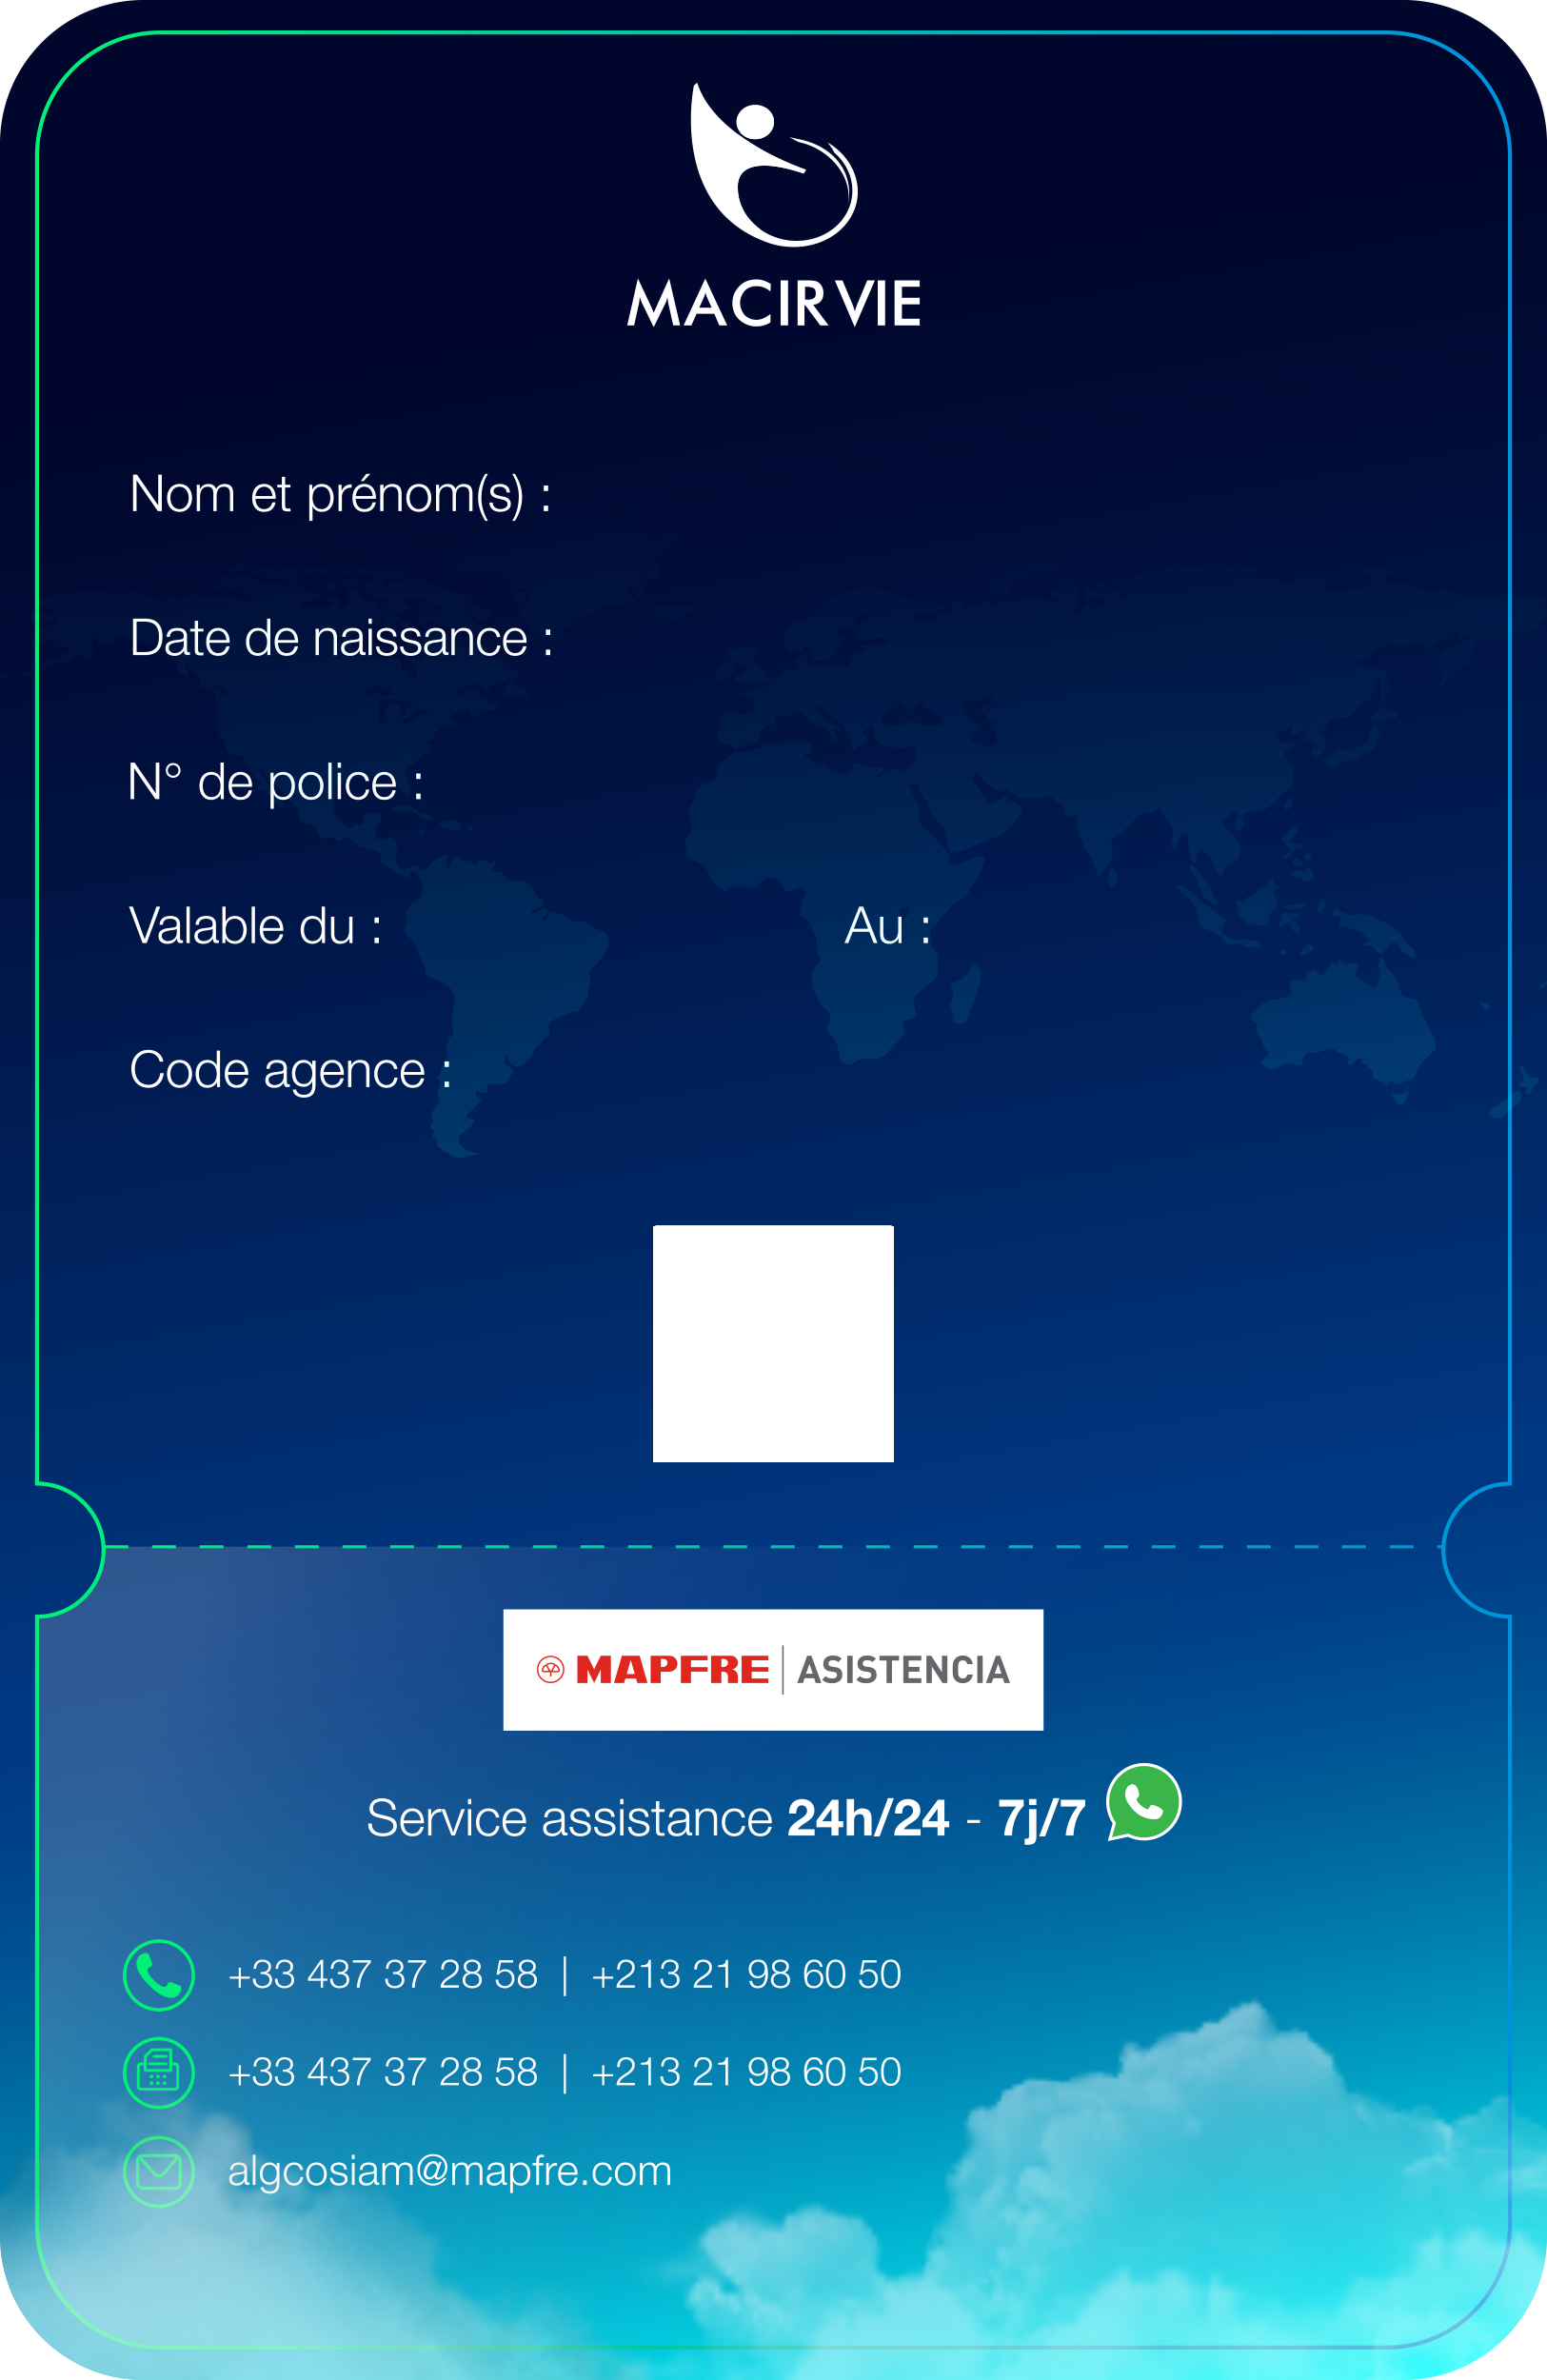 MACIRVIE
Nom et prénom(s) :
Date de naissance :
N° de police :
Valable du : Au :
Code agence :
MAPFRE | ASISTENCIA
Service assistance 24h/24 - 7j/7
+33 437 37 28 58 | +213 21 98 60 50
+33 437 37 28 58 | +213 21 98 60 50
algcosiam@mapfre.com